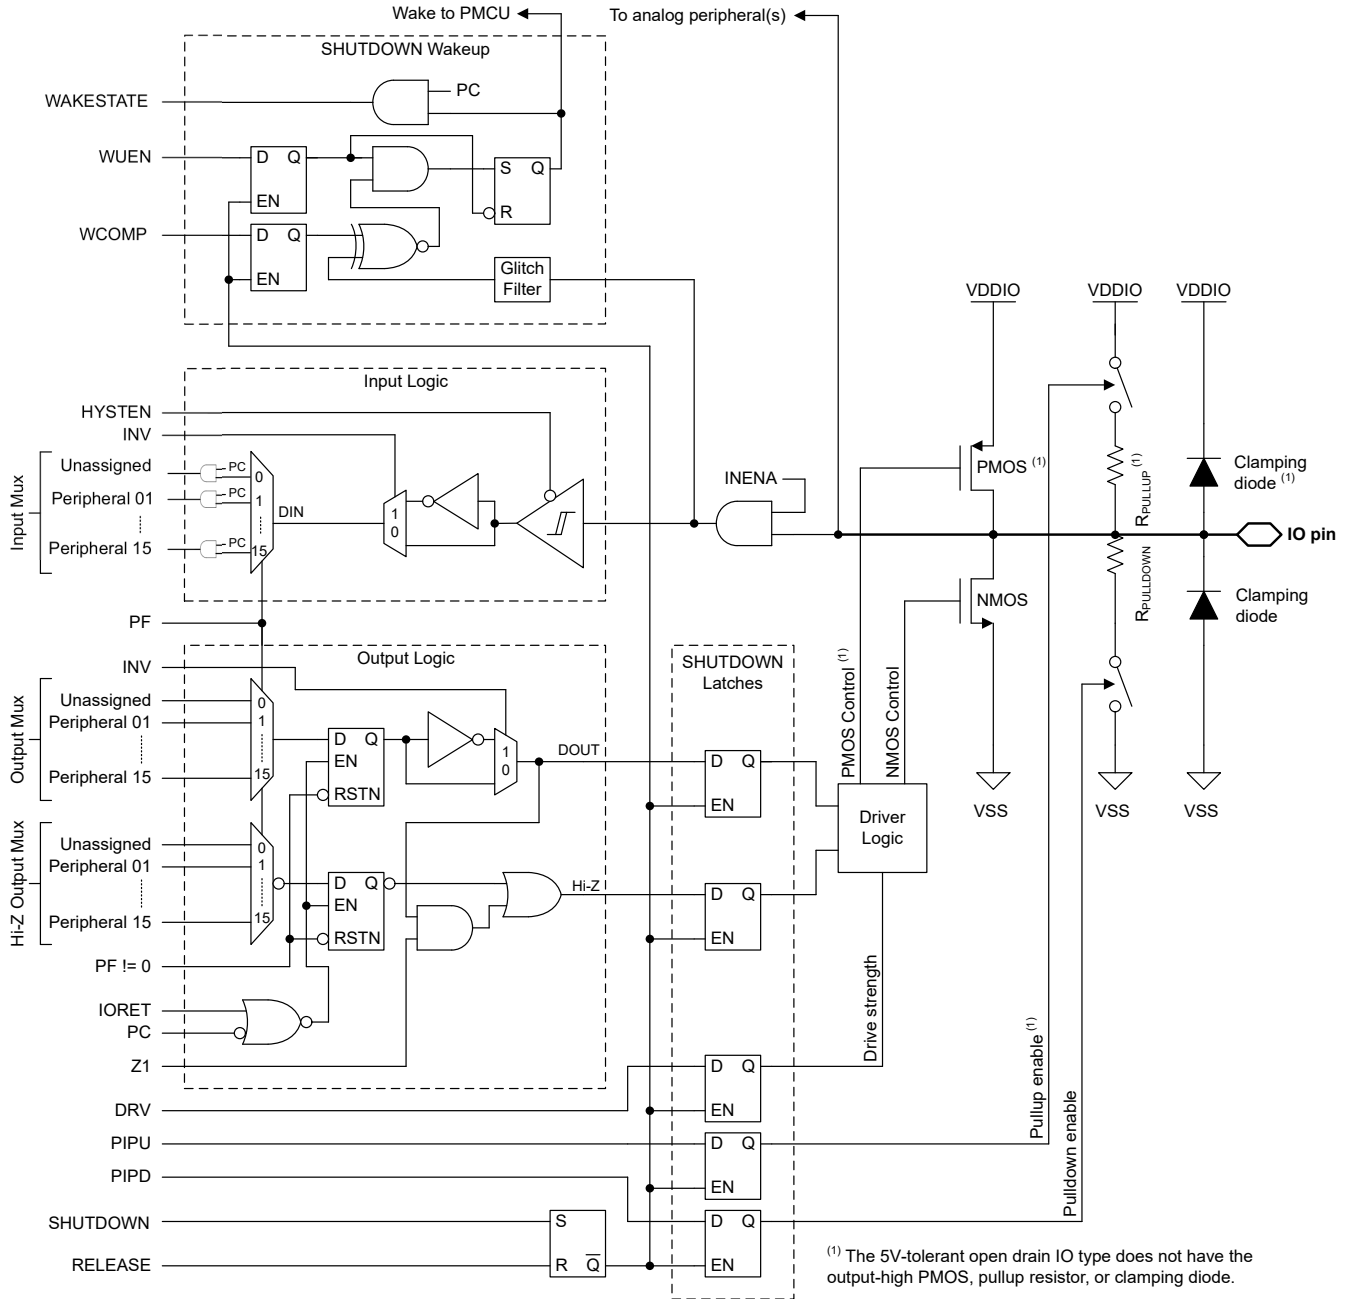 Wake to PMCU
To analog peripheral(s)
SHUTDOWN Wakeup
WAKESTATE
PC
WUEN
D Q
EN
S Q
R
WCOMP
D Q
EN
Glitch
Filter
VDDIO
VDDIO
VDDIO
Input Logic
HYSTEN
INV
Input Mux
Unassigned
PC
0
Peripheral 01
PC
1
Peripheral 15
PC
15
DIN
1
0
INENA
PMOS (1)
RPULLUP (1)
Clamping
diode (1)
IO pin
RPULLDOWN
NMOS
Clamping
diode
PF
Output Logic
INV
Output Mux
Unassigned
0
Peripheral 01
1
Peripheral 15
15
D Q
EN
RSTN
1
0
DOUT
SHUTDOWN
Latches
D Q
EN
PMOS Control (1)
NMOS Control
Driver
Logic
VSS
VSS
VSS
Hi-Z Output Mux
Unassigned
0
Peripheral 01
1
Peripheral 15
15
D Q
EN
RSTN
Hi-Z
D Q
EN
PF != 0
IORET
PC
Z1
Drive strength
D Q
EN
DRV
Pullup enable (1)
Pulldown enable
PIPU
D Q
EN
PIPD
SHUTDOWN
S
R Q
RELEASE
D Q
EN
(1) The 5V-tolerant open drain IO type does not have the
output-high PMOS, pullup resistor, or clamping diode.